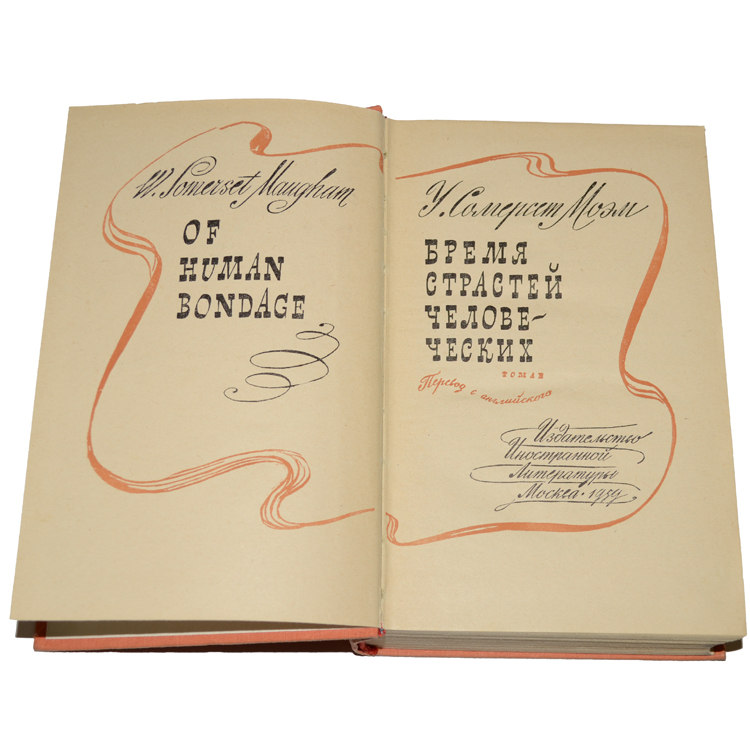 W. Somerset Maugham
OF
HUMAN
BONDAGE
У. Сомерсет Моэм
БРЕМЯ
СТРАСТЕЙ
ЧЕЛОВЕ-
ЧЕСКИХ
РОМАН
Перевод с английского
Издательство
Иностранной
Литературы
Москва • 1959